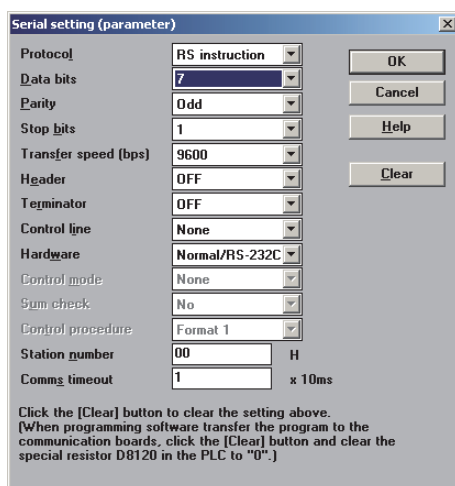 Serial setting (parameter)
Protocol RS instruction OK
Data bits 7
Parity Odd Cancel
Stop bits 1 Help
Transfer speed (bps) 9600
Header OFF Clear
Terminator OFF
Control line None
Hardware Normal/RS-232C
Control mode None
Sum check No
Control procedure Format 1
Station number 00 H
Comms timeout 1 x 10ms
Click the [Clear] button to clear the setting above.
(When programming software transfer the program to the
communication boards, click the [Clear] button and clear the
special resistor D8120 in the PLC to "0".)